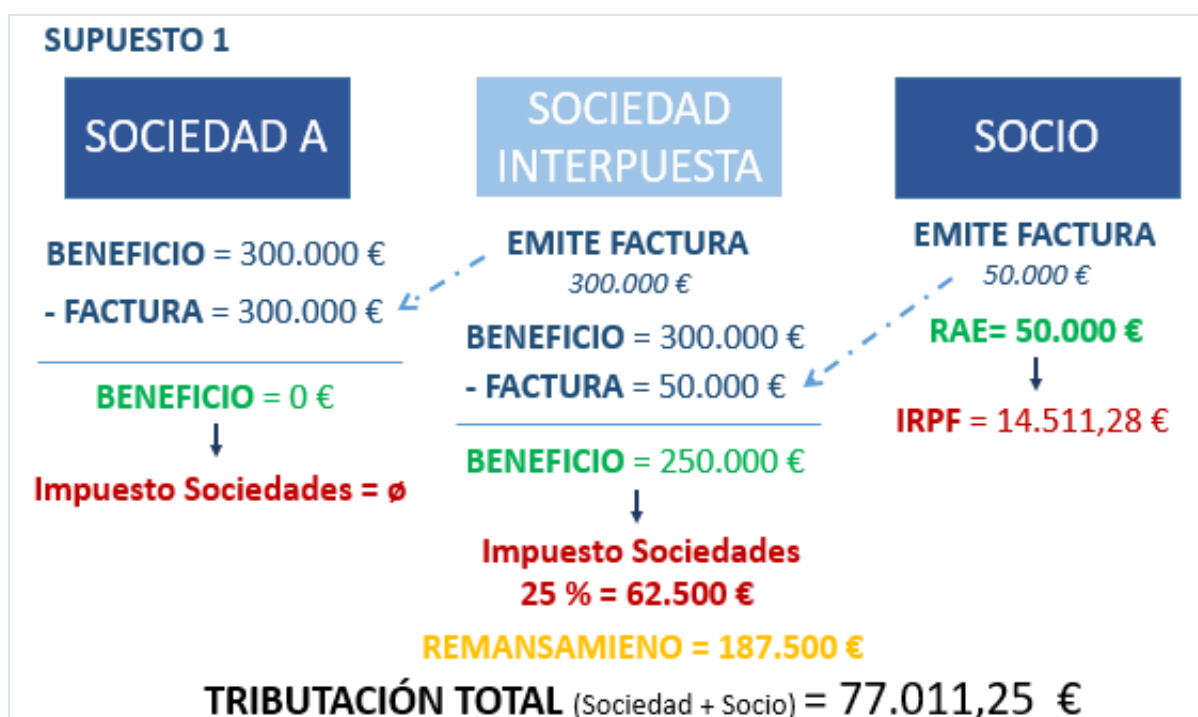 SUPUESTO 1
SOCIEDAD A
BENEFICIO = 300.000 €
- FACTURA = 300.000 €
BENEFICIO = 0 €
Impuesto Sociedades = ø
SOCIEDAD
INTERPUESTA
EMITE FACTURA
300.000 €
BENEFICIO = 300.000 €
- FACTURA = 50.000 €
BENEFICIO = 250.000 €
Impuesto Sociedades
25 % = 62.500 €
REMANSAMIENO = 187.500 €
SOCIO
EMITE FACTURA
50.000 €
RAE= 50.000 €
IRPF = 14.511,28 €
TRIBUTACIÓN TOTAL (Sociedad + Socio) = 77.011,25 €